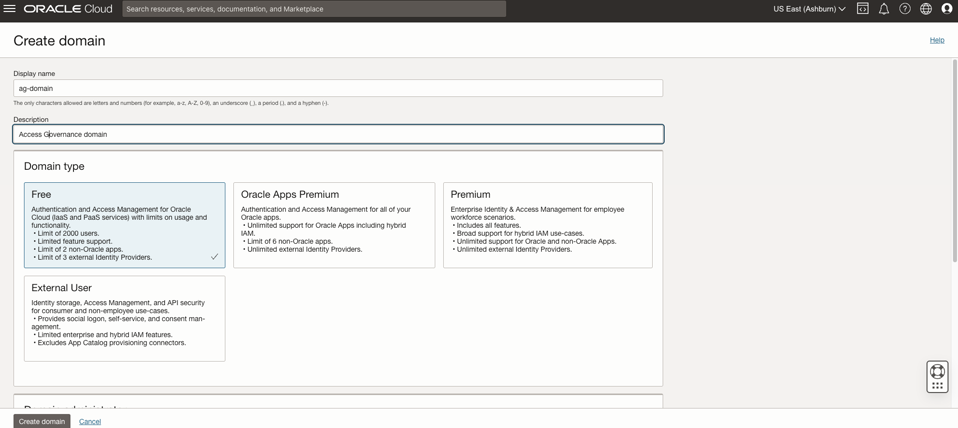 ORACLE Cloud
Search resources, services, documentation, and Marketplace
US East (Ashburn)
Create domain
Help
Display name
ag-domain
The only characters allowed are letters and numbers (for example, a-z, A-Z, 0-9), an underscore (_), a period (.), and a hyphen (-).
Description
Access Governance domain
Domain type
Free
Authentication and Access Management for Oracle
Cloud (IaaS and PaaS services) with limits on usage and
functionality.
• Limit of 2000 users.
• Limited feature support.
• Limit of 2 non-Oracle apps.
• Limit of 3 external Identity Providers.
Oracle Apps Premium
Authentication and Access Management for all of your
Oracle apps.
• Unlimited support for Oracle Apps including hybrid
IAM.
• Limit of 6 non-Oracle apps.
• Unlimited external Identity Providers.
Premium
Enterprise Identity & Access Management for employee
workforce scenarios.
• Includes all features.
• Broad support for hybrid IAM use-cases.
• Unlimited support for Oracle and non-Oracle Apps.
• Unlimited external Identity Providers.
External User
Identity storage, Access Management, and API security
for consumer and non-employee use-cases.
• Provides social logon, self-service, and consent man-
agement.
• Limited enterprise and hybrid IAM features.
• Excludes App Catalog provisioning connectors.
Create domain
Cancel